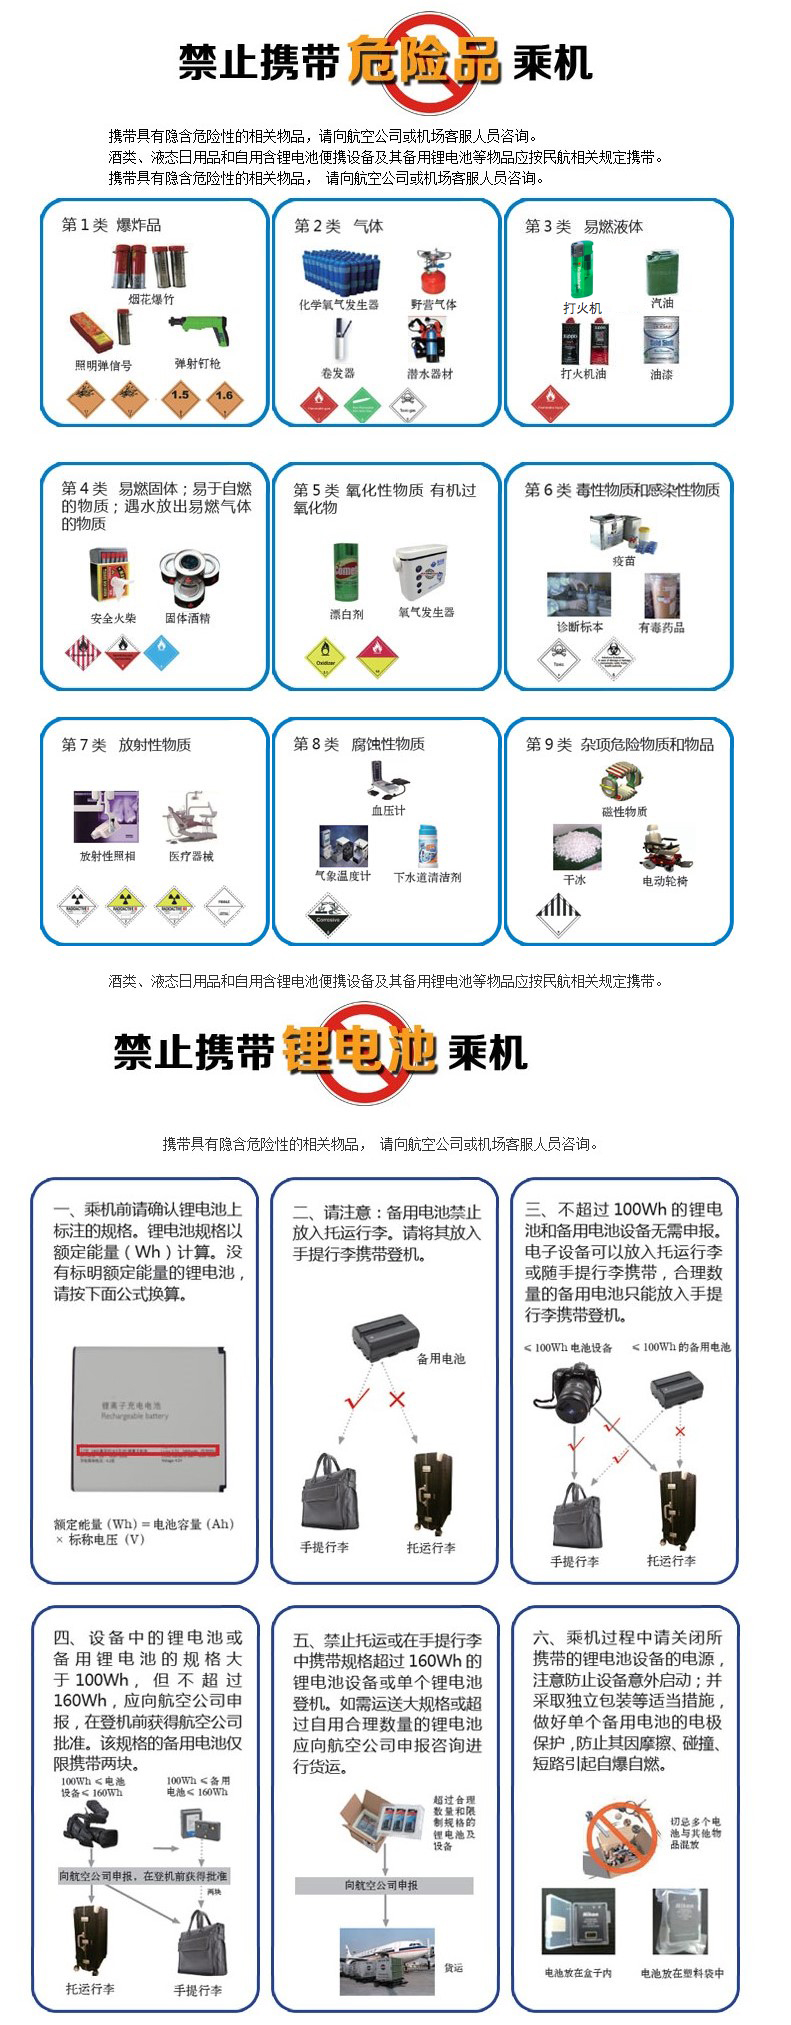 禁止携带危险品乘机
携带具有隐含危险性的相关物品，请向航空公司或机场客服人员咨询。
酒类、液态日用品和自用含锂电池便携设备及其备用锂电池等物品应按民航相关规定携带。
携带具有隐含危险性的相关物品， 请向航空公司或机场客服人员咨询。
第1类 爆炸品
烟花爆竹
照明弹信号
弹射钉枪
1.5
1.6
第2类 气体
化学氧气发生器
野营气体
卷发器
潜水器材
第3类 易燃液体
打火机
汽油
打火机油
油漆
第4类 易燃固体；易于自燃
的物质；遇水放出易燃气体
的物质
安全火柴
固体酒精
第5类 氧化性物质 有机过
氧化物
漂白剂
氧气发生器
Oxidizer
第6类 毒性物质和感染性物质
疫苗
诊断标本
有毒药品
Toxic
第7类 放射性物质
放射性照相
医疗器械
第8类 腐蚀性物质
血压计
气象温度计
下水道清洁剂
Corrosive
第9类 杂项危险物质和物品
磁性物质
干冰
电动轮椅
酒类、液态日用品和自用含锂电池便携设备及其备用锂电池等物品应按民航相关规定携带。
禁止携带锂电池乘机
携带具有隐含危险性的相关物品， 请向航空公司或机场客服人员咨询。
一、乘机前请确认锂电池上
标注的规格。锂电池规格以
额定能量（Wh）计算。没
有标明额定能量的锂电池，
请按下面公式换算。
锂离子充电电池
Rechargeable battery
额定能量 (Wh)＝电池容量 (Ah)
× 标称电压 (V)
二、请注意：备用电池禁止
放入托运行李。请将其放入
手提行李携带登机。
备用电池
手提行李
托运行李
三、不超过100Wh的锂电
池和备用电池设备无需申报。
电子设备可以放入托运行李
或随手提行李携带，合理数
量的备用电池只能放入手提
行李携带登机。
≤ 100Wh 电池设备
≤ 100Wh 的备用电池
手提行李
托运行李
四、设备中的锂电池或
备用锂电池的规格大
于100Wh，但不超过
160Wh，应向航空公司申
报，在登机前获得航空公司
批准。该规格的备用电池仅
限携带两块。
100Wh ≤电池
设备≤ 160Wh
100Wh ≤备用
电池≤ 160Wh
向航空公司申报，在登机前获得批准
两块
托运行李
手提行李
五、禁止托运或在手提行李
中携带规格超过160Wh的
锂电池设备或单个锂电池
登机。如需运送大规格或超
过自用合理数量的锂电池
应向航空公司申报咨询进
行货运。
超过合理
数量和限
制规格的
锂电池及
设备
向航空公司申报
货运
六、乘机过程中请关闭所
携带的锂电池设备的电源，
注意防止设备意外启动；并
采取独立包装等适当措施，
做好单个备用电池的电极
保护，防止其因摩擦、碰撞、
短路引起自爆自燃。
切忌多个电
池与其他物
品混放
电池放在盒子内
电池放在塑料袋中